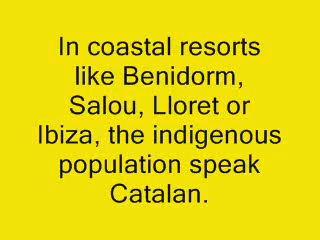 In coastal resorts
like Benidorm,
Salou, Lloret or
Ibiza, the indigenous
population speak
Catalan.